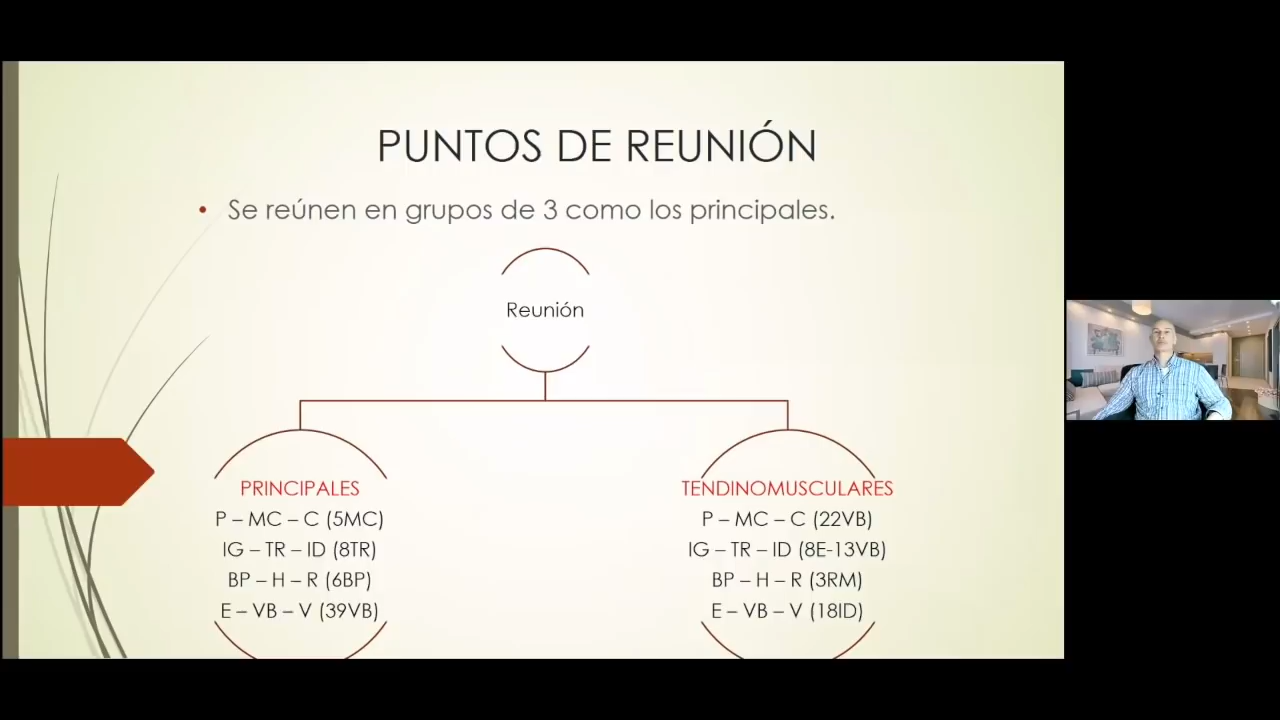 PUNTOS DE REUNIÓN
• Se reúnen en grupos de 3 como los principales.
Reunión
PRINCIPALES
P – MC – C (5MC)
IG – TR – ID (8TR)
BP – H – R (6BP)
E – VB – V (39VB)
TENDINOMUSCULARES
P – MC – C (22VB)
IG – TR – ID (8E-13VB)
BP – H – R (3RM)
E – VB – V (18ID)